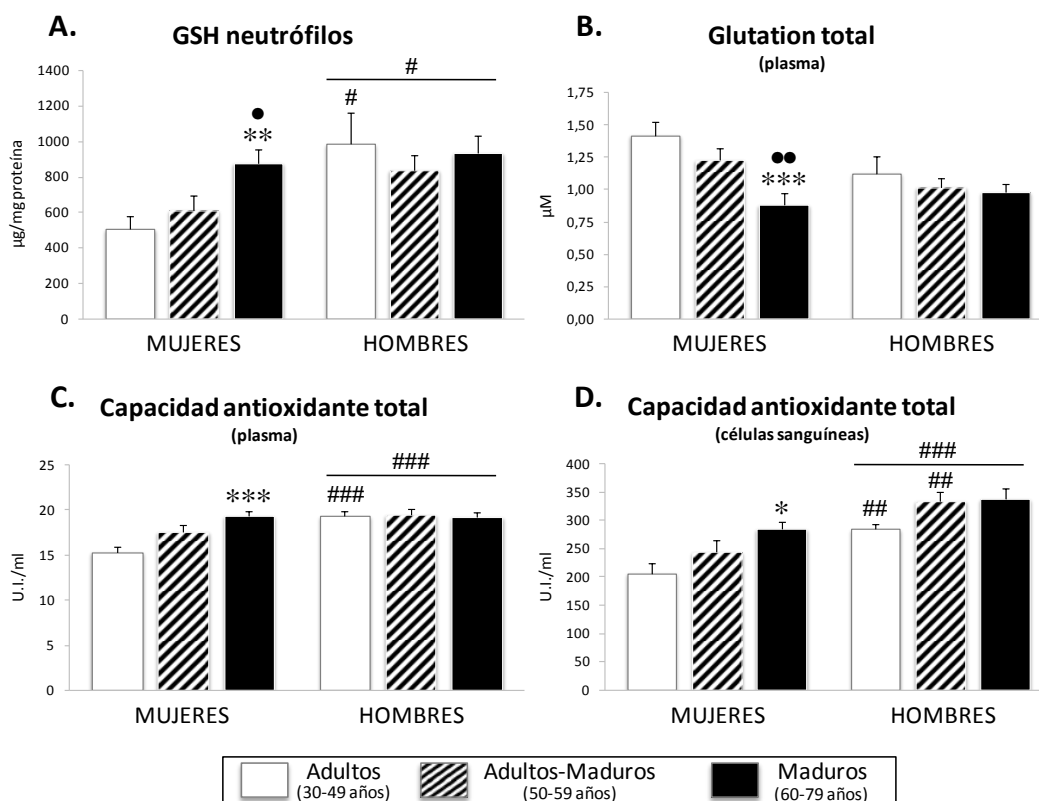 A.
GSH neutrófilos
µg/mg proteína
1400
1200
1000
800
600
400
200
0
●
**
#
#
MUJERES
HOMBRES
B.
Glutation total
(plasma)
µM
1,75
1,50
1,25
1,00
0,75
0,50
0,25
0,00
●●
***
MUJERES
HOMBRES
C.
Capacidad antioxidante total
(plasma)
U.I./ml
25
20
15
10
5
0
***
###
###
MUJERES
HOMBRES
D.
Capacidad antioxidante total
(células sanguíneas)
U.I./ml
400
350
300
250
200
150
100
50
0
*
###
##
##
MUJERES
HOMBRES
Adultos
(30-49 años)
Adultos-Maduros
(50-59 años)
Maduros
(60-79 años)